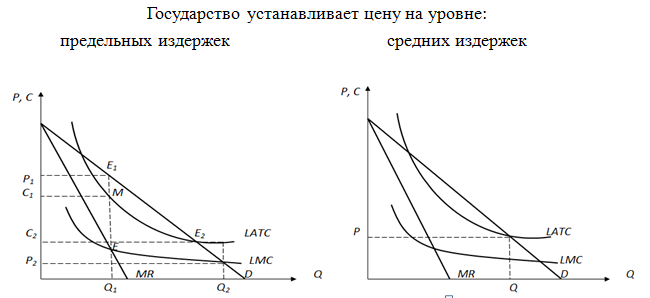 Государство устанавливает цену на уровне:
предельных издержек
средних издержек
P, C
P, C
E1
P1
M
C1
E2
C2
LATC
E
P2
LMC
MR
D
Q
Q1
Q2
P
LATC
LMC
MR
D
Q
Q